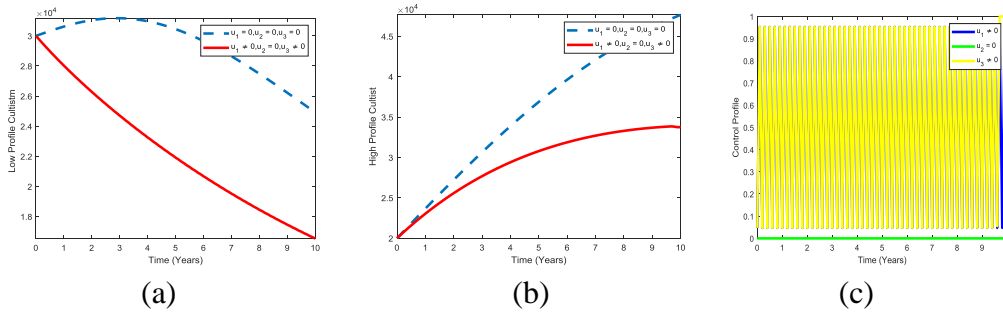 ×10⁴
Low Profile Cultistm
3
2.8
2.6
2.4
2.2
2
1.8
0 1 2 3 4 5 6 7 8 9 10
Time (Years)
u₁ = 0,u₂ = 0,u₃ = 0
u₁ ≠ 0,u₂ = 0,u₃ ≠ 0
(a)
×10⁴
High Profile Cultist
4.5
4
3.5
3
2.5
2
0 1 2 3 4 5 6 7 8 9 10
Time (Years)
u₁ = 0,u₂ = 0,u₃ = 0
u₁ ≠ 0,u₂ = 0,u₃ ≠ 0
(b)
Control Profile
1
0.9
0.8
0.7
0.6
0.5
0.4
0.3
0.2
0.1
0
0 1 2 3 4 5 6 7 8 9
Time (Years)
u₁ ≠ 0
u₂ = 0
u₃ ≠ 0
(c)